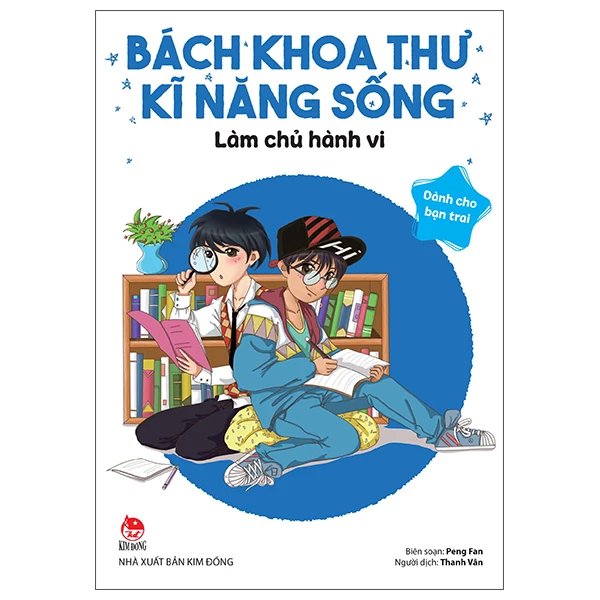 BÁCH KHOA THƯ
KĨ NĂNG SỐNG
Làm chủ hành vi
Dành cho
bạn trai
Hi
KIM ĐỒNG
NHÀ XUẤT BẢN KIM ĐỒNG
Biên soạn: Peng Fan
Người dịch: Thanh Vân